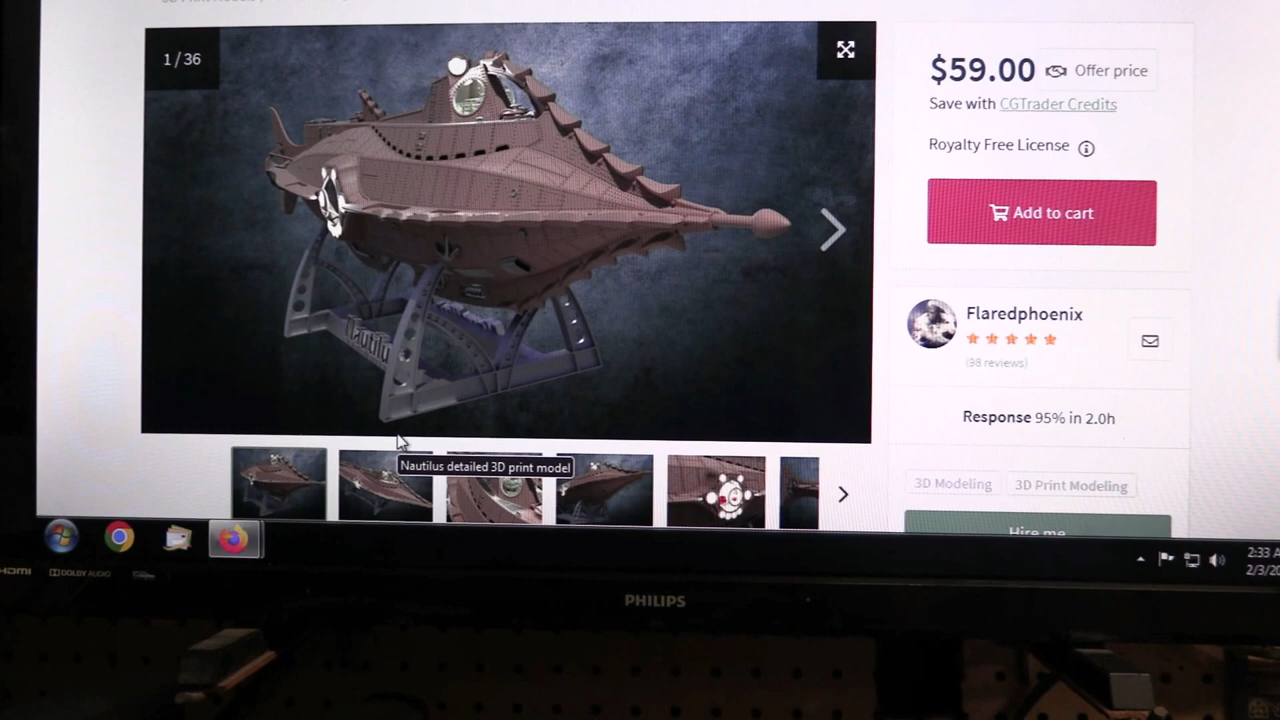 1 / 36
$59.00 Offer price
Save with CGTrader Credits
Royalty Free License
Add to cart
Nautilu
Flaredphoenix
(98 reviews)
Response 95% in 2.0h
Nautilus detailed 3D print model
3D Modeling 3D Print Modeling
Hire me
2:33 A
2/3/20
HDMI DOLBY AUDIO
PHILIPS